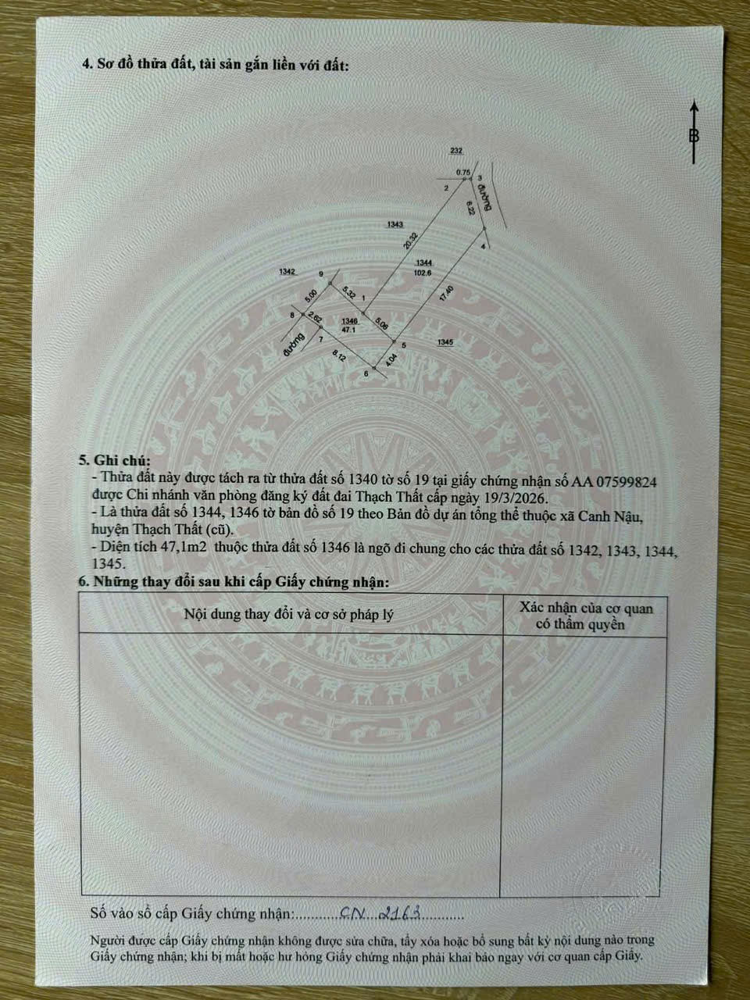 4. Sơ đồ thửa đất, tài sản gắn liền với đất:
B
232
0.75
3
2
đường
6.22
1343
20.32
4
1344
102.6
1342
9
5.32
1
17.40
5.00
8
2.62
1346
47.1
5.06
7
đường
5
1345
8.12
4.04
6
5. Ghi chú:
- Thửa đất này được tách ra từ thửa đất số 1340 tờ số 19 tại giấy chứng nhận số AA 07599824
được Chi nhánh văn phòng đăng ký đất đai Thạch Thất cấp ngày 19/3/2026.
- Là thửa đất số 1344, 1346 tờ bản đồ số 19 theo Bản đồ dự án tổng thể thuộc xã Canh Nậu,
huyện Thạch Thất (cũ).
- Diện tích 47,1m2 thuộc thửa đất số 1346 là ngõ đi chung cho các thửa đất số 1342, 1343, 1344,
1345.
6. Những thay đổi sau khi cấp Giấy chứng nhận:
Nội dung thay đổi và cơ sở pháp lý
Xác nhận của cơ quan
có thẩm quyền
Số vào sổ cấp Giấy chứng nhận:..........CN...2163..............
Người được cấp Giấy chứng nhận không được sửa chữa, tẩy xóa hoặc bổ sung bất kỳ nội dung nào trong
Giấy chứng nhận; khi bị mất hoặc hư hỏng Giấy chứng nhận phải khai báo ngay với cơ quan cấp Giấy.